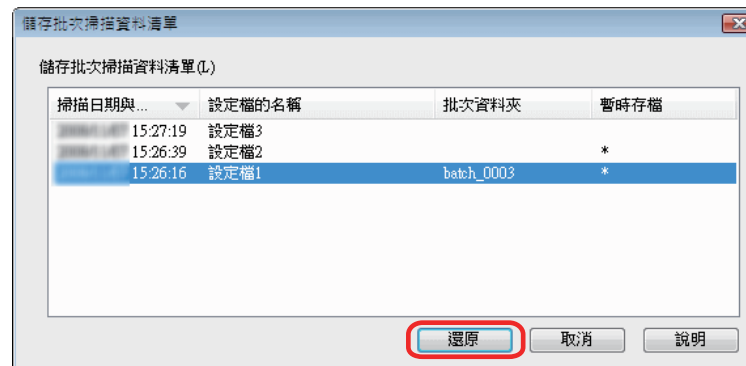 儲存批次掃描資料清單
儲存批次掃描資料清單(L)
掃描日期與... 設定檔的名稱 批次資料夾 暫時存檔
15:27:19 設定檔3
15:26:39 設定檔2 *
15:26:16 設定檔1 batch_0003 *
還原 取消 說明